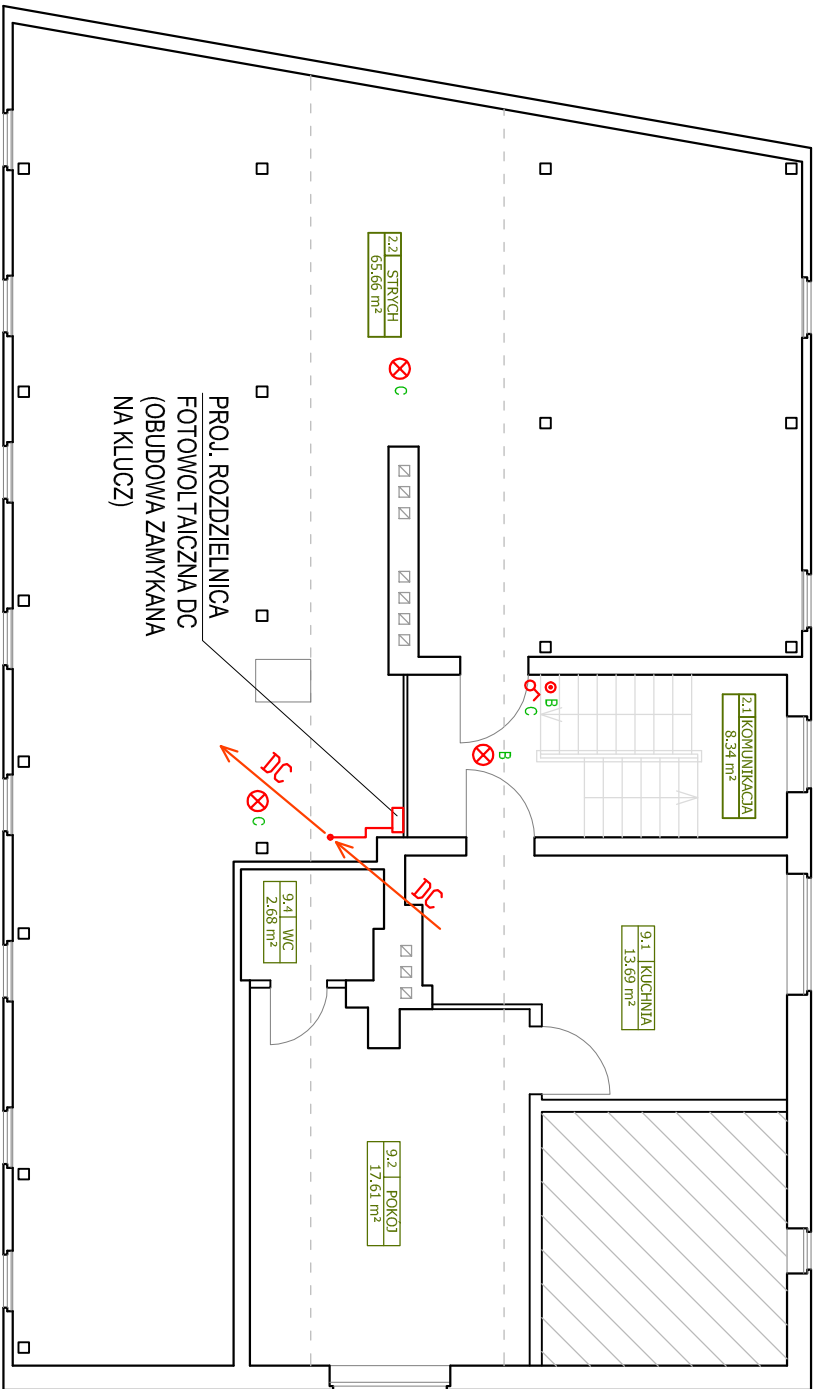 2.2 STRYCH
65.66 m²
C
PROJ. ROZDZIELNICA
FOTOWOLTAICZNA DC
(OBUDOWA ZAMYKANA
NA KLUCZ)
2.1 KOMUNIKACJA
8.34 m²
B
C
B
DC
C
DC
9.1 KUCHNIA
13.69 m²
9.4 WC
2.68 m²
9.2 POKÓJ
17.61 m²